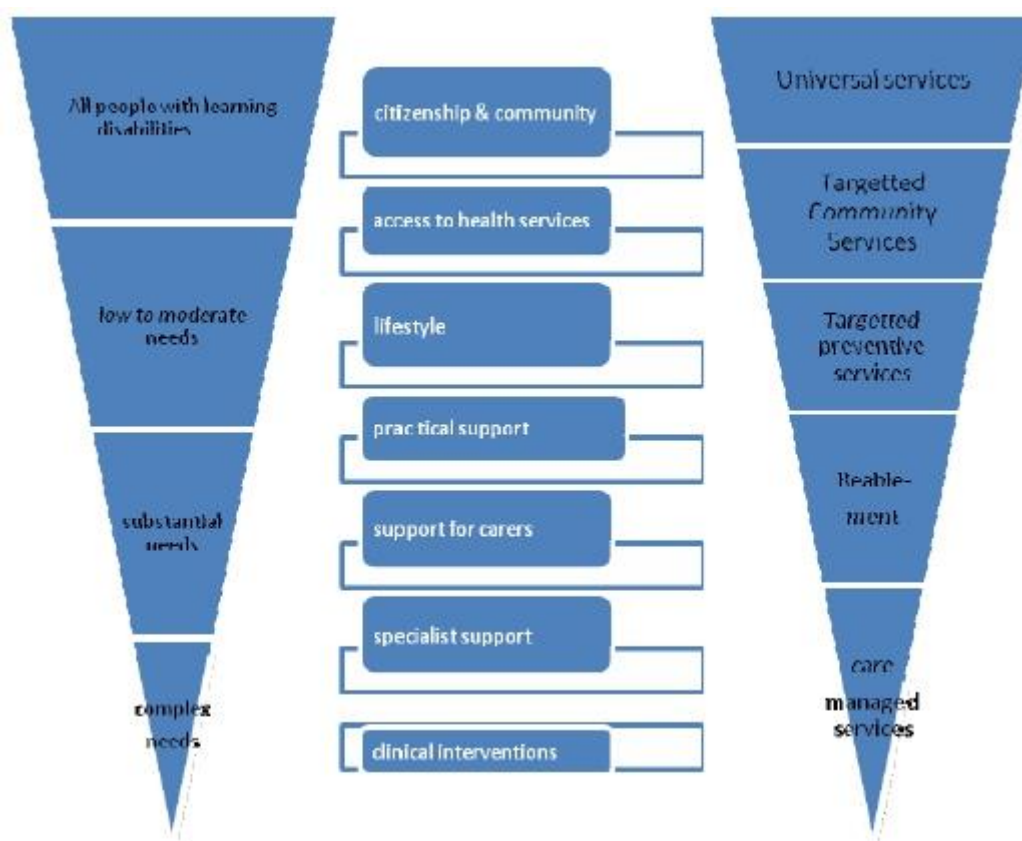 All people with learning
disabilities
low to moderate
needs
substantial
needs
complex
needs
citizenship & community
access to health services
lifestyle
practical support
support for carers
specialist support
clinical interventions
Universal services
Targetted
Community
Services
Targetted
preventive
services
Reable-
ment
care
managed
services